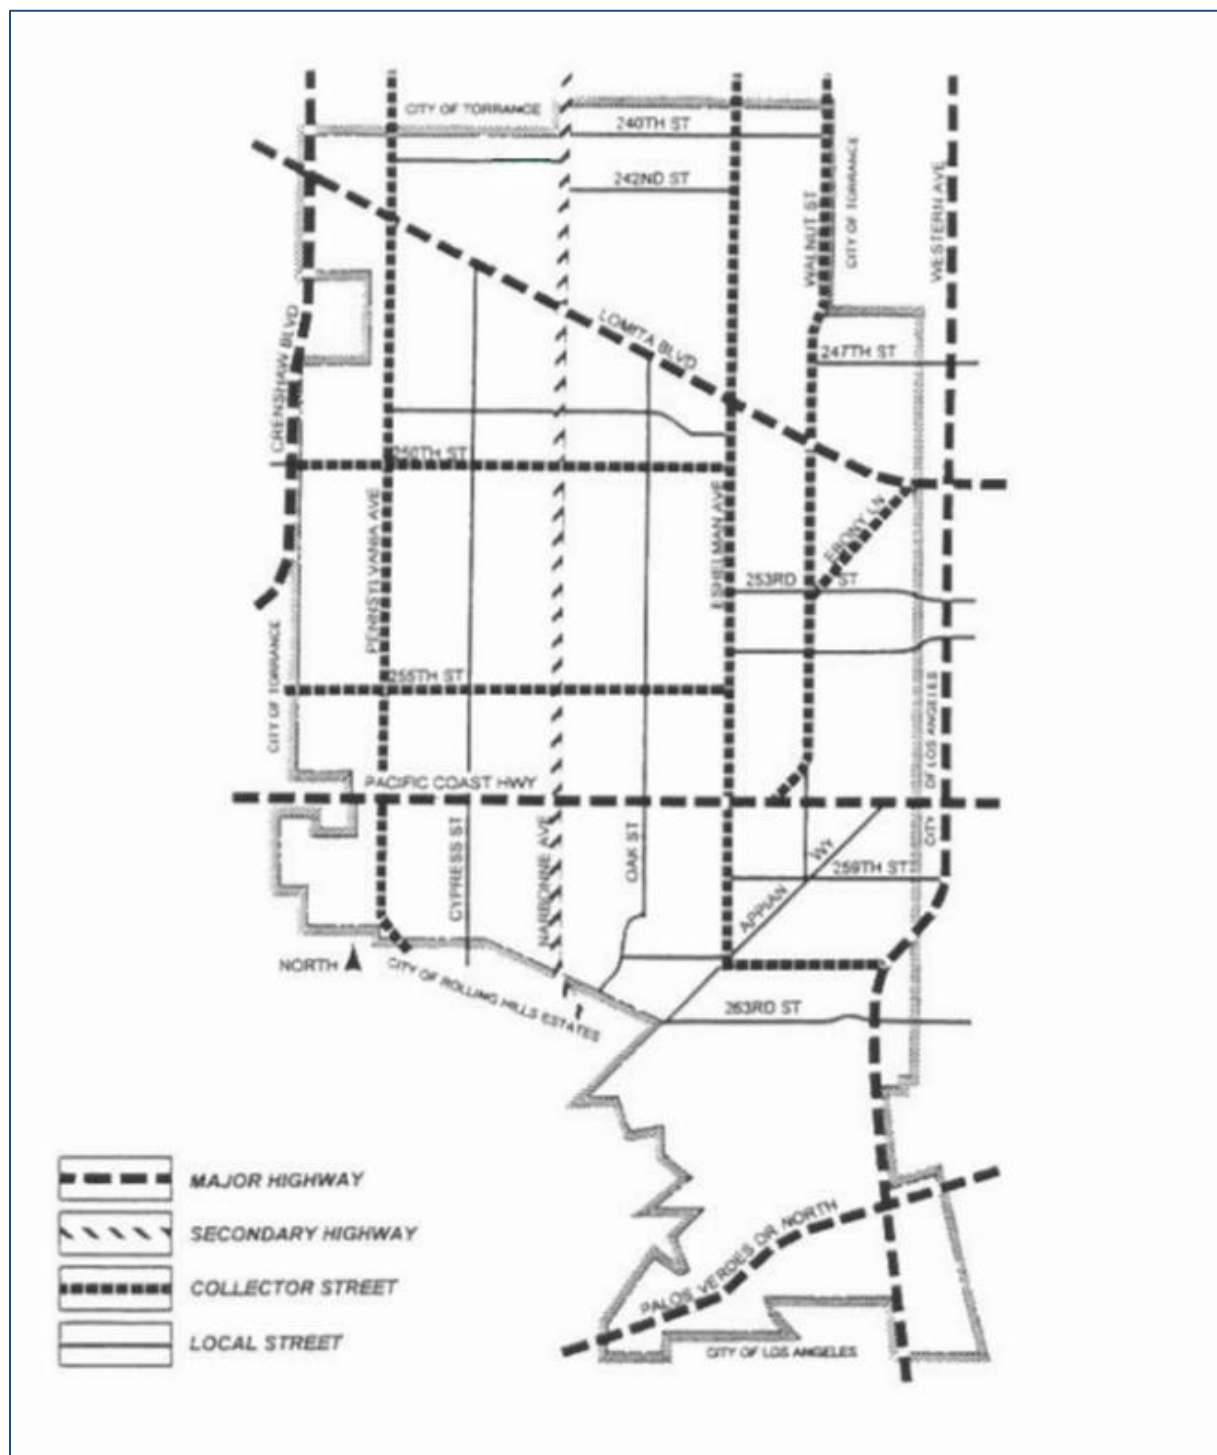 CITY OF TORRANCE
240TH ST
242ND ST
WALNUT ST
CITY OF TORRANCE
WESTERN AVE
CRENSHAW BLVD
LOMITA BLVD
247TH ST
250TH ST
PENNSYLVANIA AVE
ESHELMAN AVE
EBONY LN
253RD ST
CITY OF TORRANCE
255TH ST
CITY OF LOS ANGELES
PACIFIC COAST HWY
CYPRESS ST
NARBONNE AVE
OAK ST
APPIAN WY
259TH ST
NORTH
CITY OF ROLLING HILLS ESTATES
263RD ST
MAJOR HIGHWAY
SECONDARY HIGHWAY
COLLECTOR STREET
LOCAL STREET
PALOS VERDES DR NORTH
CITY OF LOS ANGELES